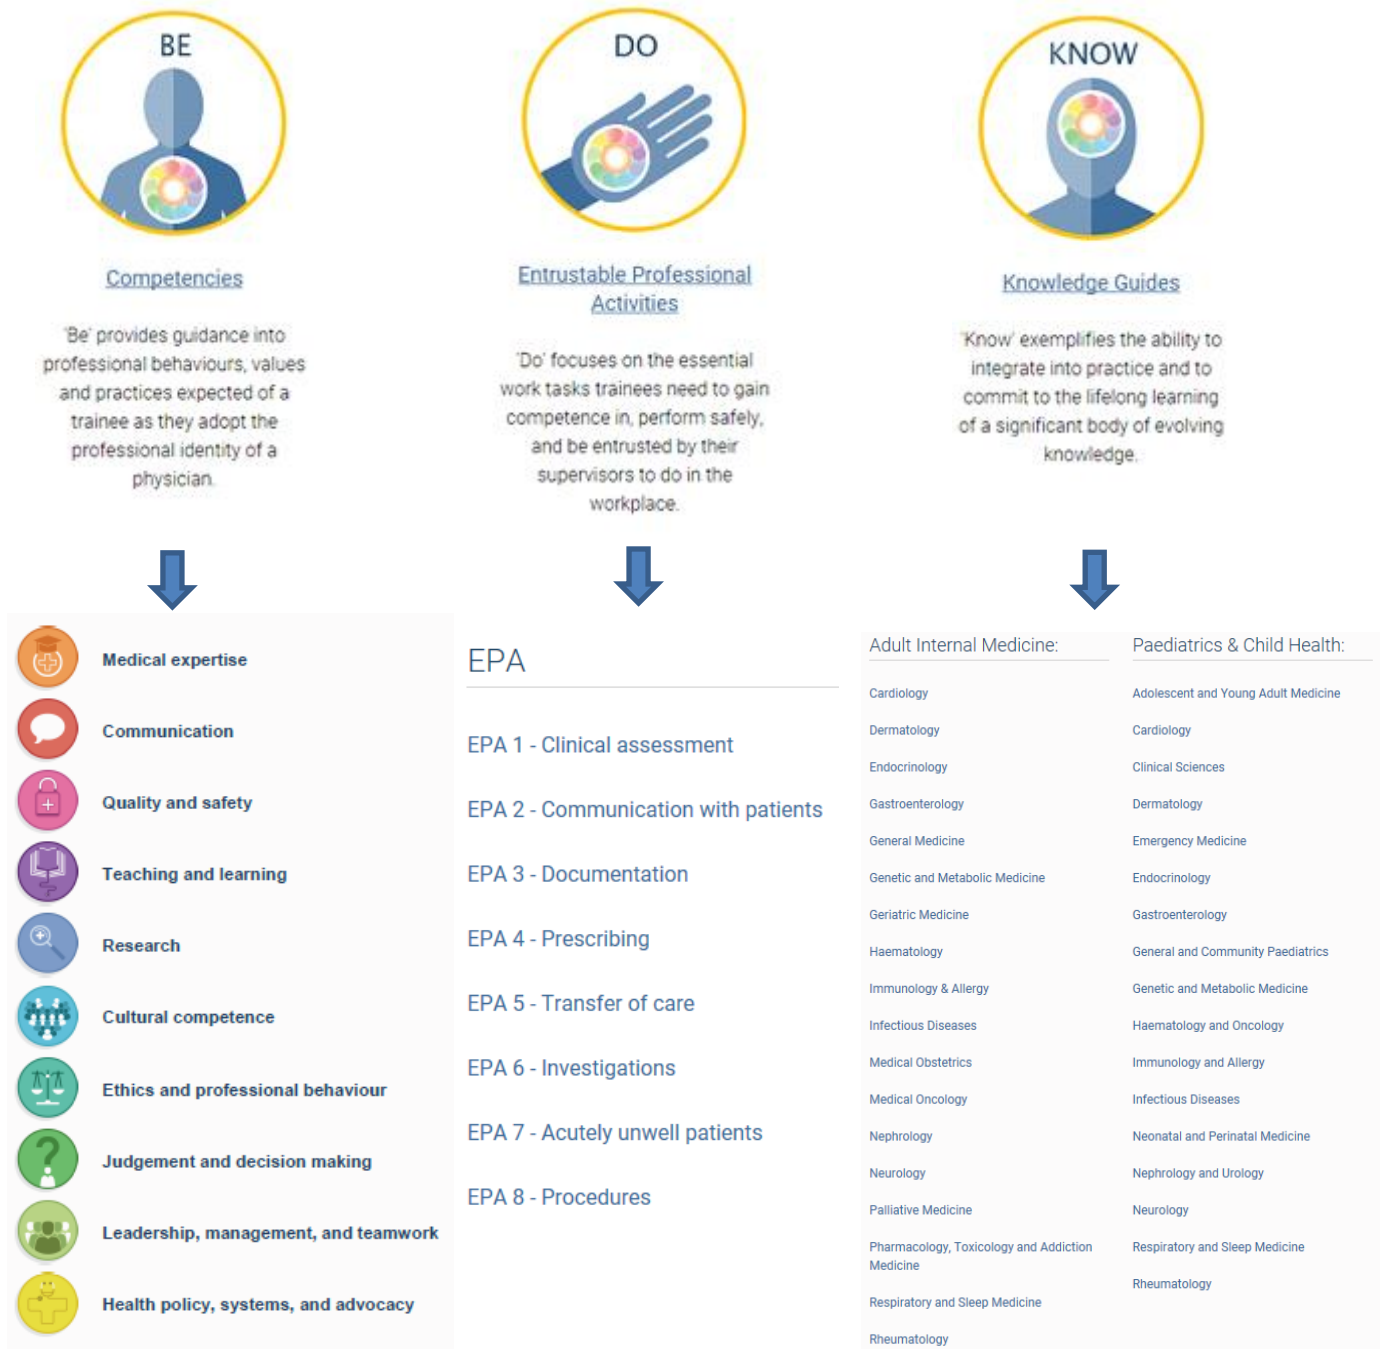 BE
Competencies
'Be' provides guidance into
professional behaviours, values
and practices expected of a
trainee as they adopt the
professional identity of a
physician.
DO
Entrustable Professional
Activities
'Do' focuses on the essential
work tasks trainees need to gain
competence in, perform safely,
and be entrusted by their
supervisors to do in the
workplace.
KNOW
Knowledge Guides
'Know' exemplifies the ability to
integrate into practice and to
commit to the lifelong learning
of a significant body of evolving
knowledge.
Medical expertise
Communication
Quality and safety
Teaching and learning
Research
Cultural competence
Ethics and professional behaviour
Judgement and decision making
Leadership, management, and teamwork
Health policy, systems, and advocacy
EPA
EPA 1 - Clinical assessment
EPA 2 - Communication with patients
EPA 3 - Documentation
EPA 4 - Prescribing
EPA 5 - Transfer of care
EPA 6 - Investigations
EPA 7 - Acutely unwell patients
EPA 8 - Procedures
Adult Internal Medicine:
Cardiology
Dermatology
Endocrinology
Gastroenterology
General Medicine
Genetic and Metabolic Medicine
Geriatric Medicine
Haematology
Immunology & Allergy
Infectious Diseases
Medical Obstetrics
Medical Oncology
Nephrology
Neurology
Palliative Medicine
Pharmacology, Toxicology and Addiction
Medicine
Respiratory and Sleep Medicine
Rheumatology
Paediatrics & Child Health:
Adolescent and Young Adult Medicine
Cardiology
Clinical Sciences
Dermatology
Emergency Medicine
Endocrinology
Gastroenterology
General and Community Paediatrics
Genetic and Metabolic Medicine
Haematology and Oncology
Immunology and Allergy
Infectious Diseases
Neonatal and Perinatal Medicine
Nephrology and Urology
Neurology
Respiratory and Sleep Medicine
Rheumatology